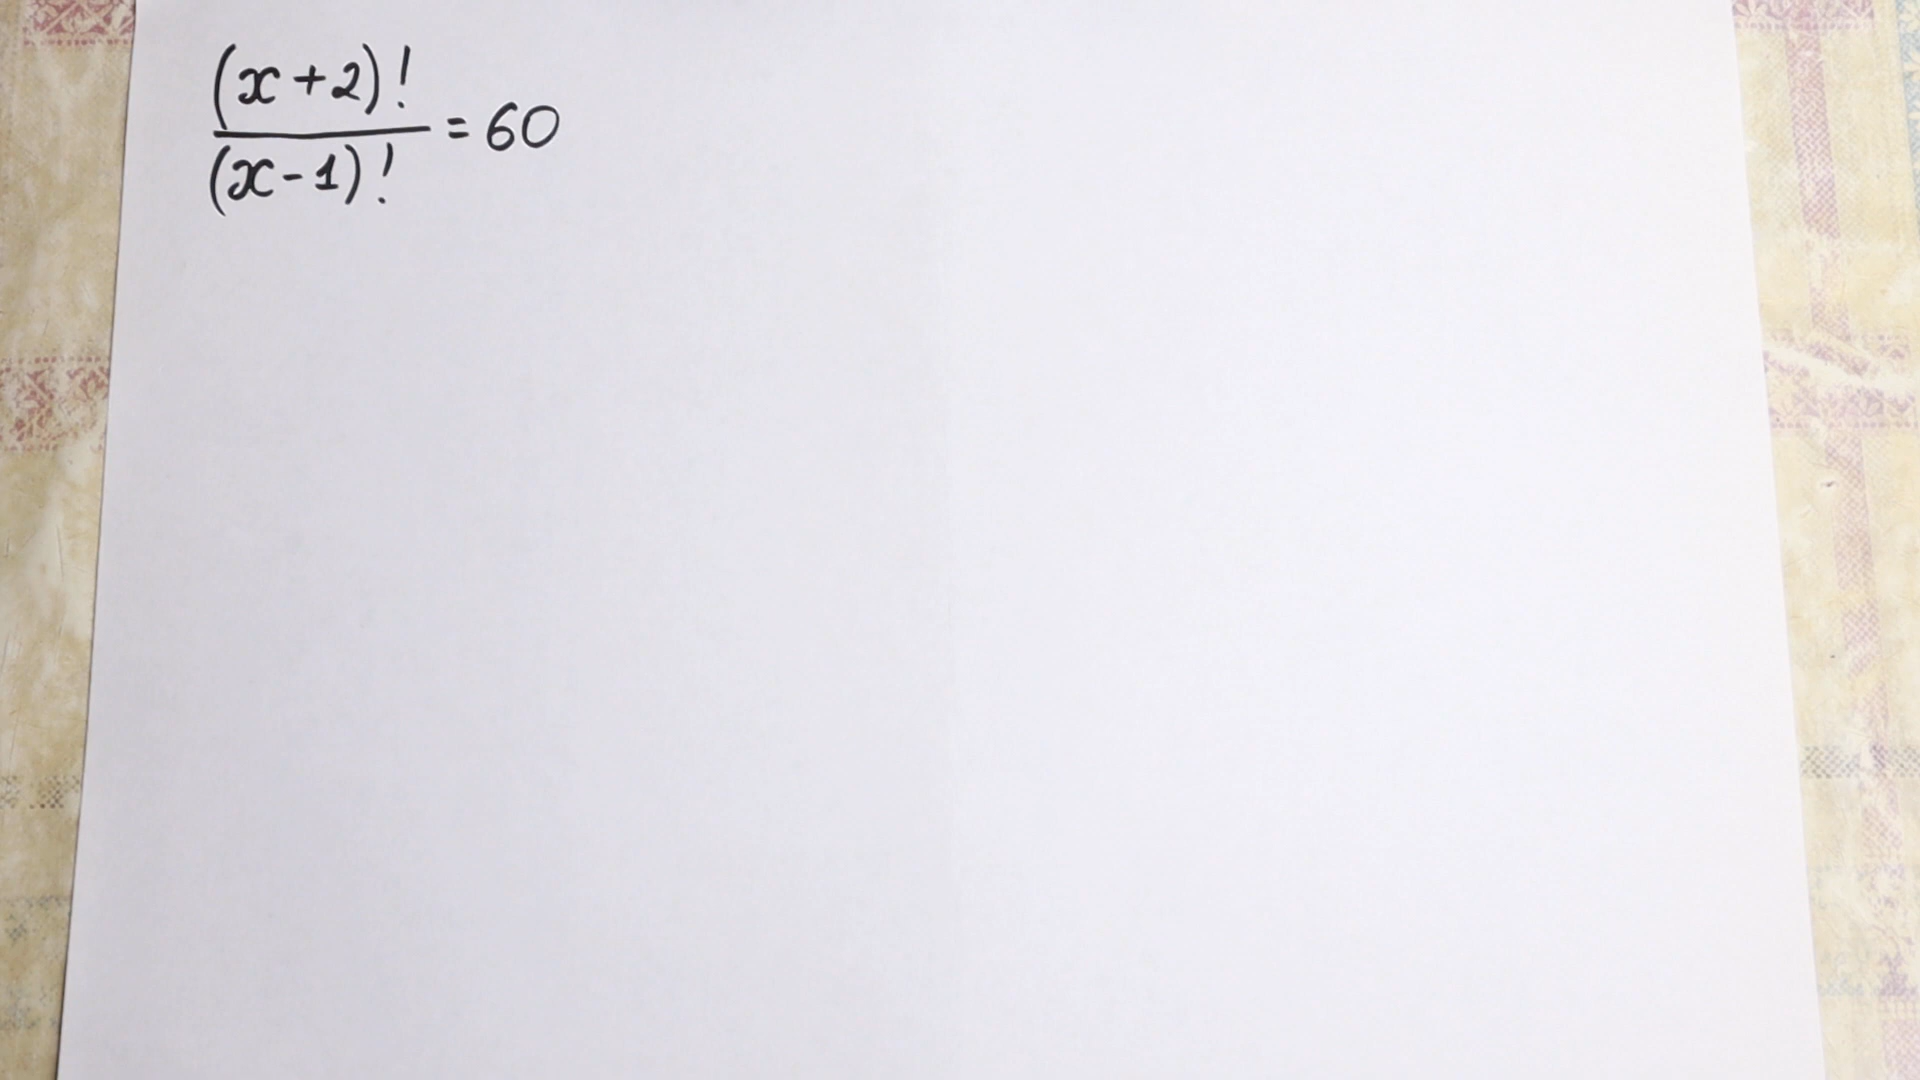 (x+2)!
/(x-1)! = 60